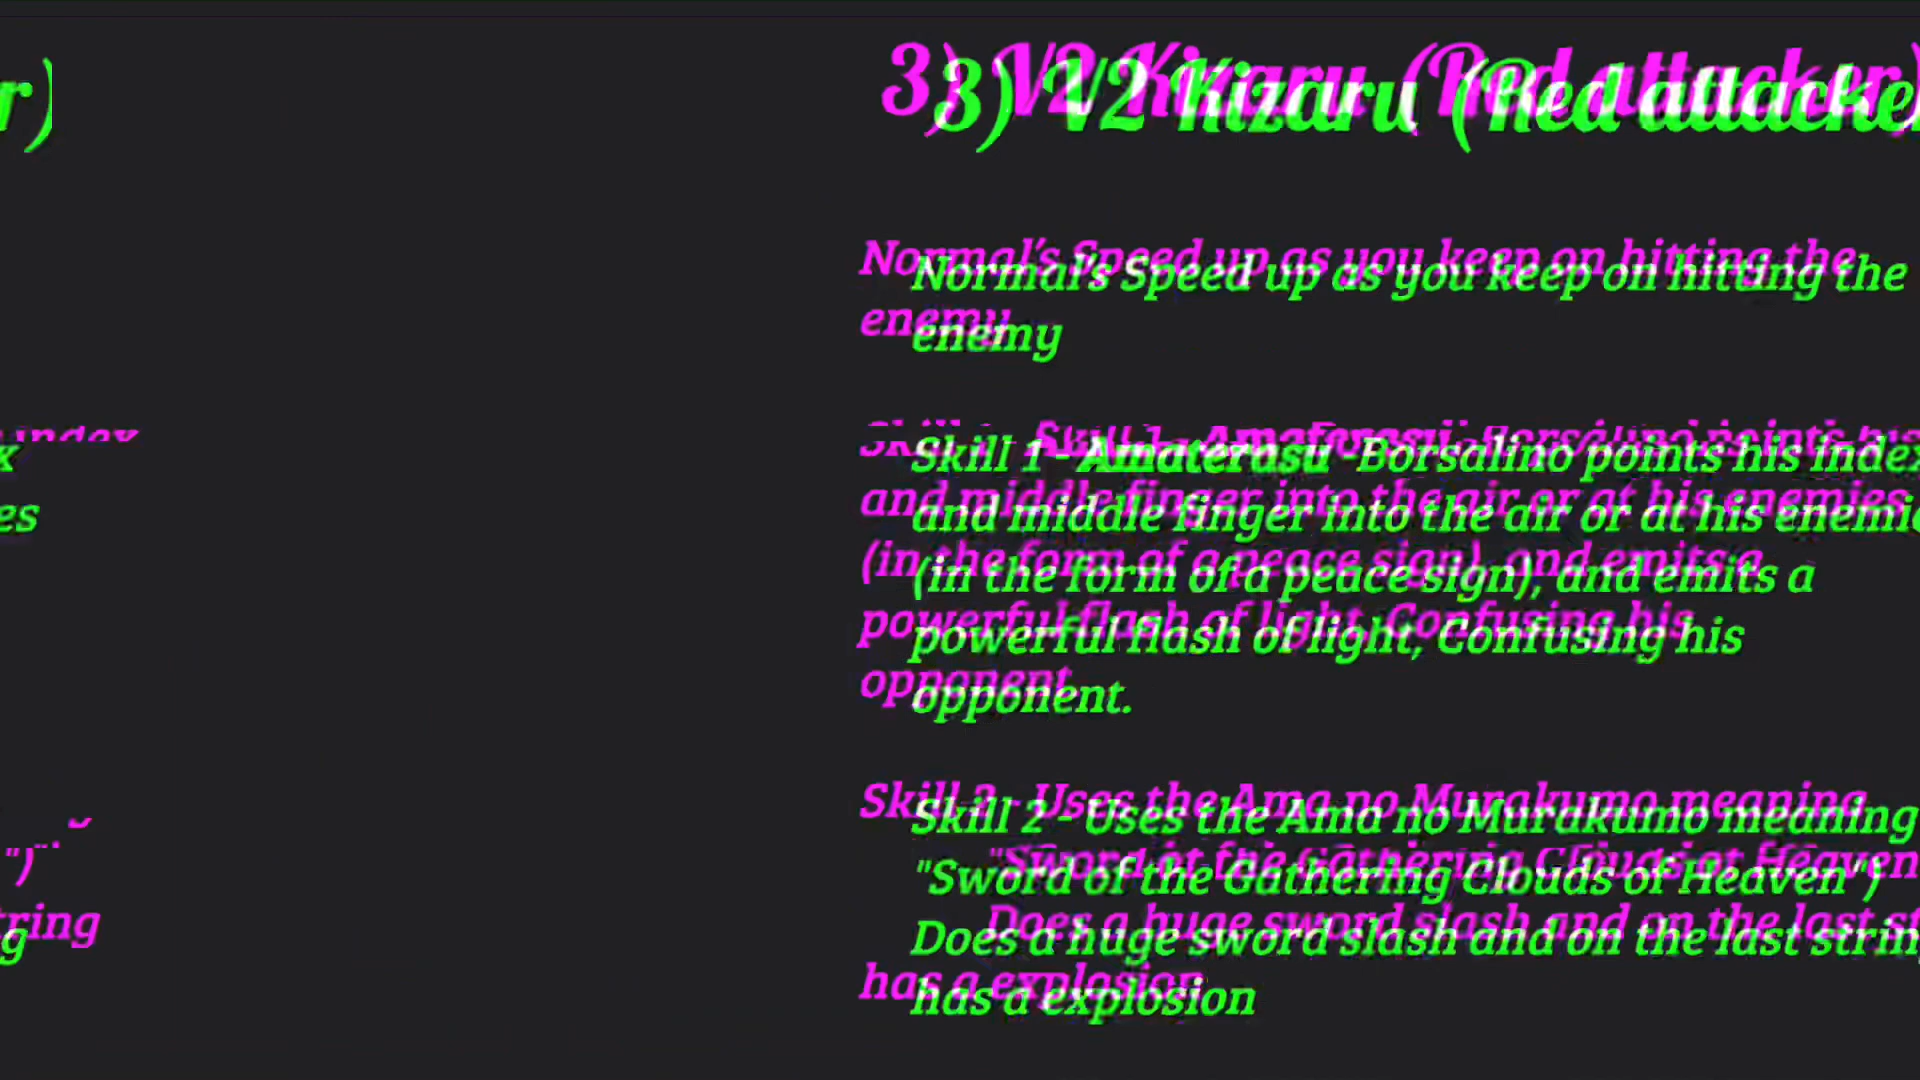 3) V2 Kizaru (Red attacker)
Normal's Speed up as you keep on hitting the
enemy
Skill 1 - Amaterasu -Borsalino points his index
and middle finger into the air or at his enemies
(in the form of a peace sign), and emits a
powerful flash of light, Confusing his
opponent.
Skill 2 - Uses the Ama no Murakumo meaning
"Sword of the Gathering Clouds of Heaven")
Does a huge sword slash and on the last string
has a explosion